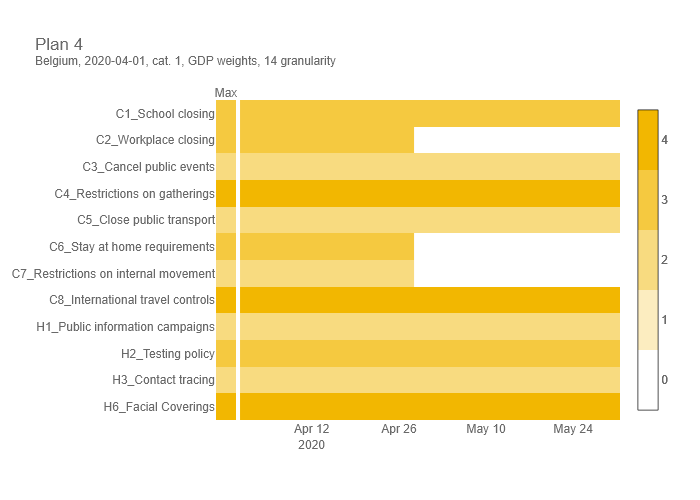 Plan 4
Belgium, 2020-04-01, cat. 1, GDP weights, 14 granularity
Max
C1_School closing
C2_Workplace closing
C3_Cancel public events
C4_Restrictions on gatherings
C5_Close public transport
C6_Stay at home requirements
C7_Restrictions on internal movement
C8_International travel controls
H1_Public information campaigns
H2_Testing policy
H3_Contact tracing
H6_Facial Coverings
4
3
2
1
0
Apr 12 Apr 26 May 10 May 24
2020